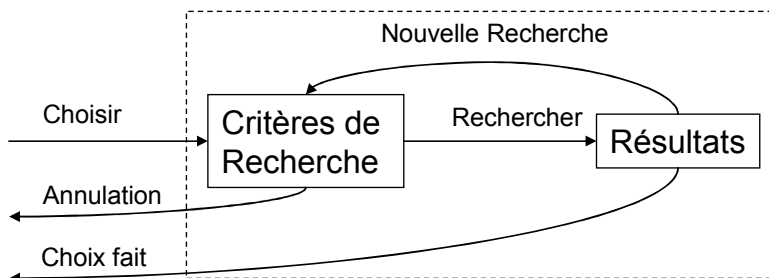 Nouvelle Recherche
Choisir
Critères de
Recherche
Rechercher
Résultats
Annulation
Choix fait